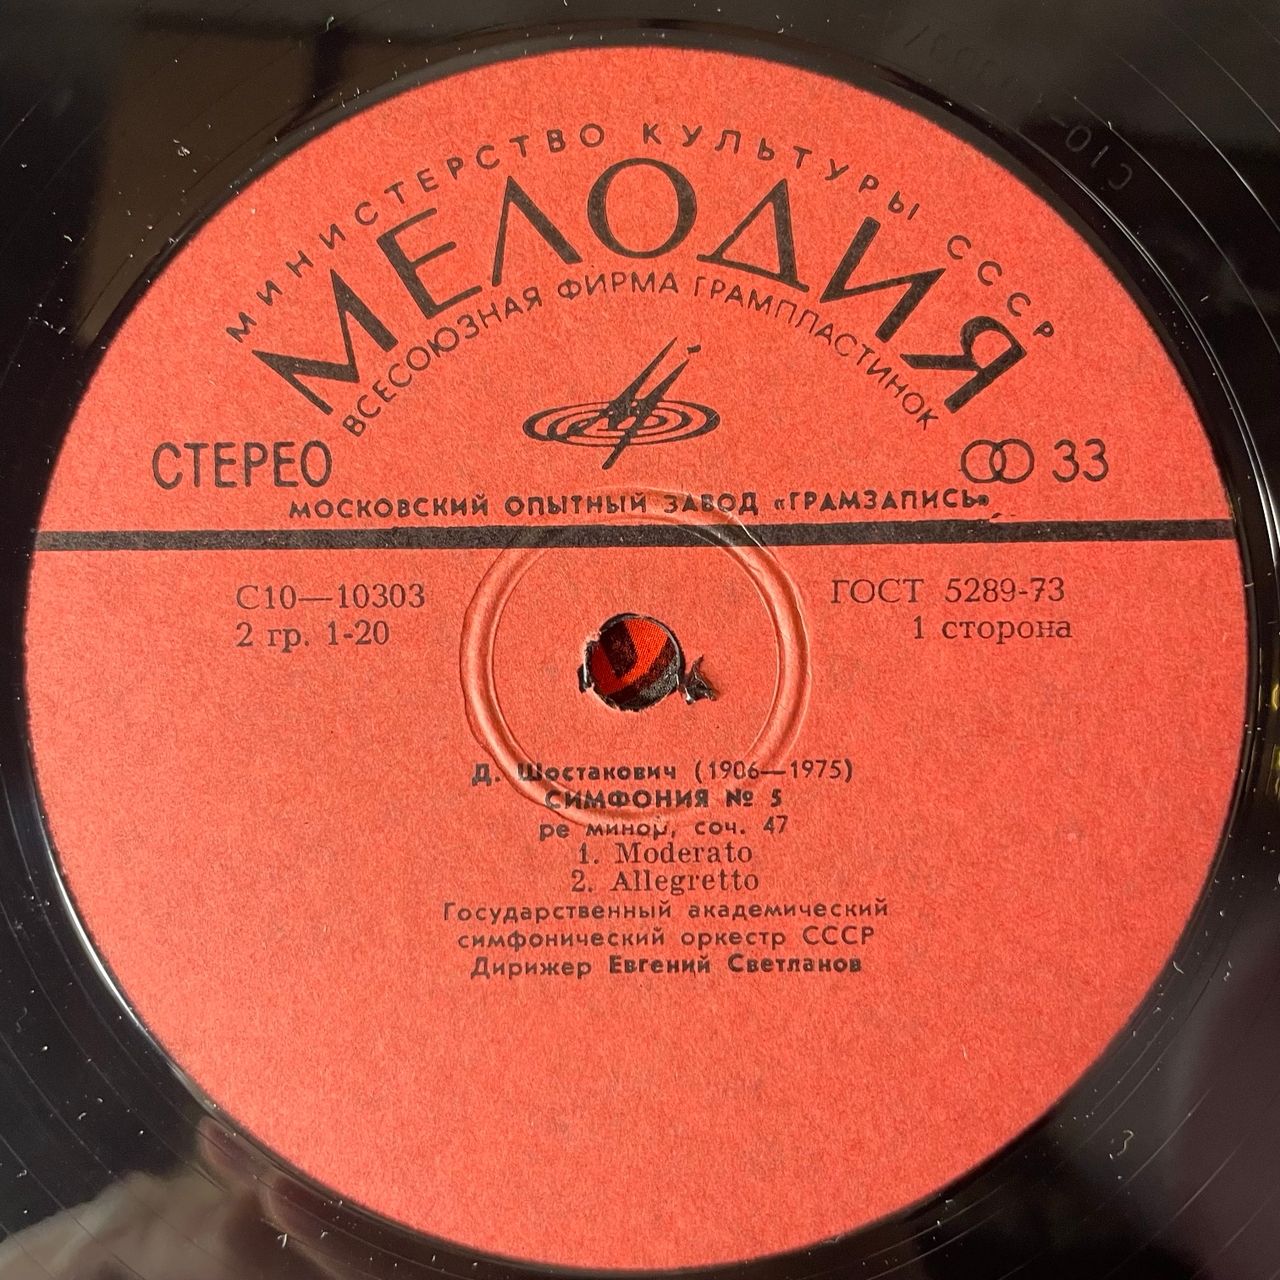 МИНИСТЕРСТВО КУЛЬТУРЫ СССР
МЕЛОДИЯ
ВСЕСОЮЗНАЯ ФИРМА ГРАМПЛАСТИНОК
СТЕРЕО
33
МОСКОВСКИЙ ОПЫТНЫЙ ЗАВОД «ГРАМЗАПИСЬ»
С10—10303
ГОСТ 5289-73
2 гр. 1-20
1 сторона
Д. Шостакович (1906—1975)
СИМФОНИЯ № 5
ре минор, соч. 47
1. Moderato
2. Allegretto
Государственный академический
симфонический оркестр СССР
Дирижер Евгений Светланов